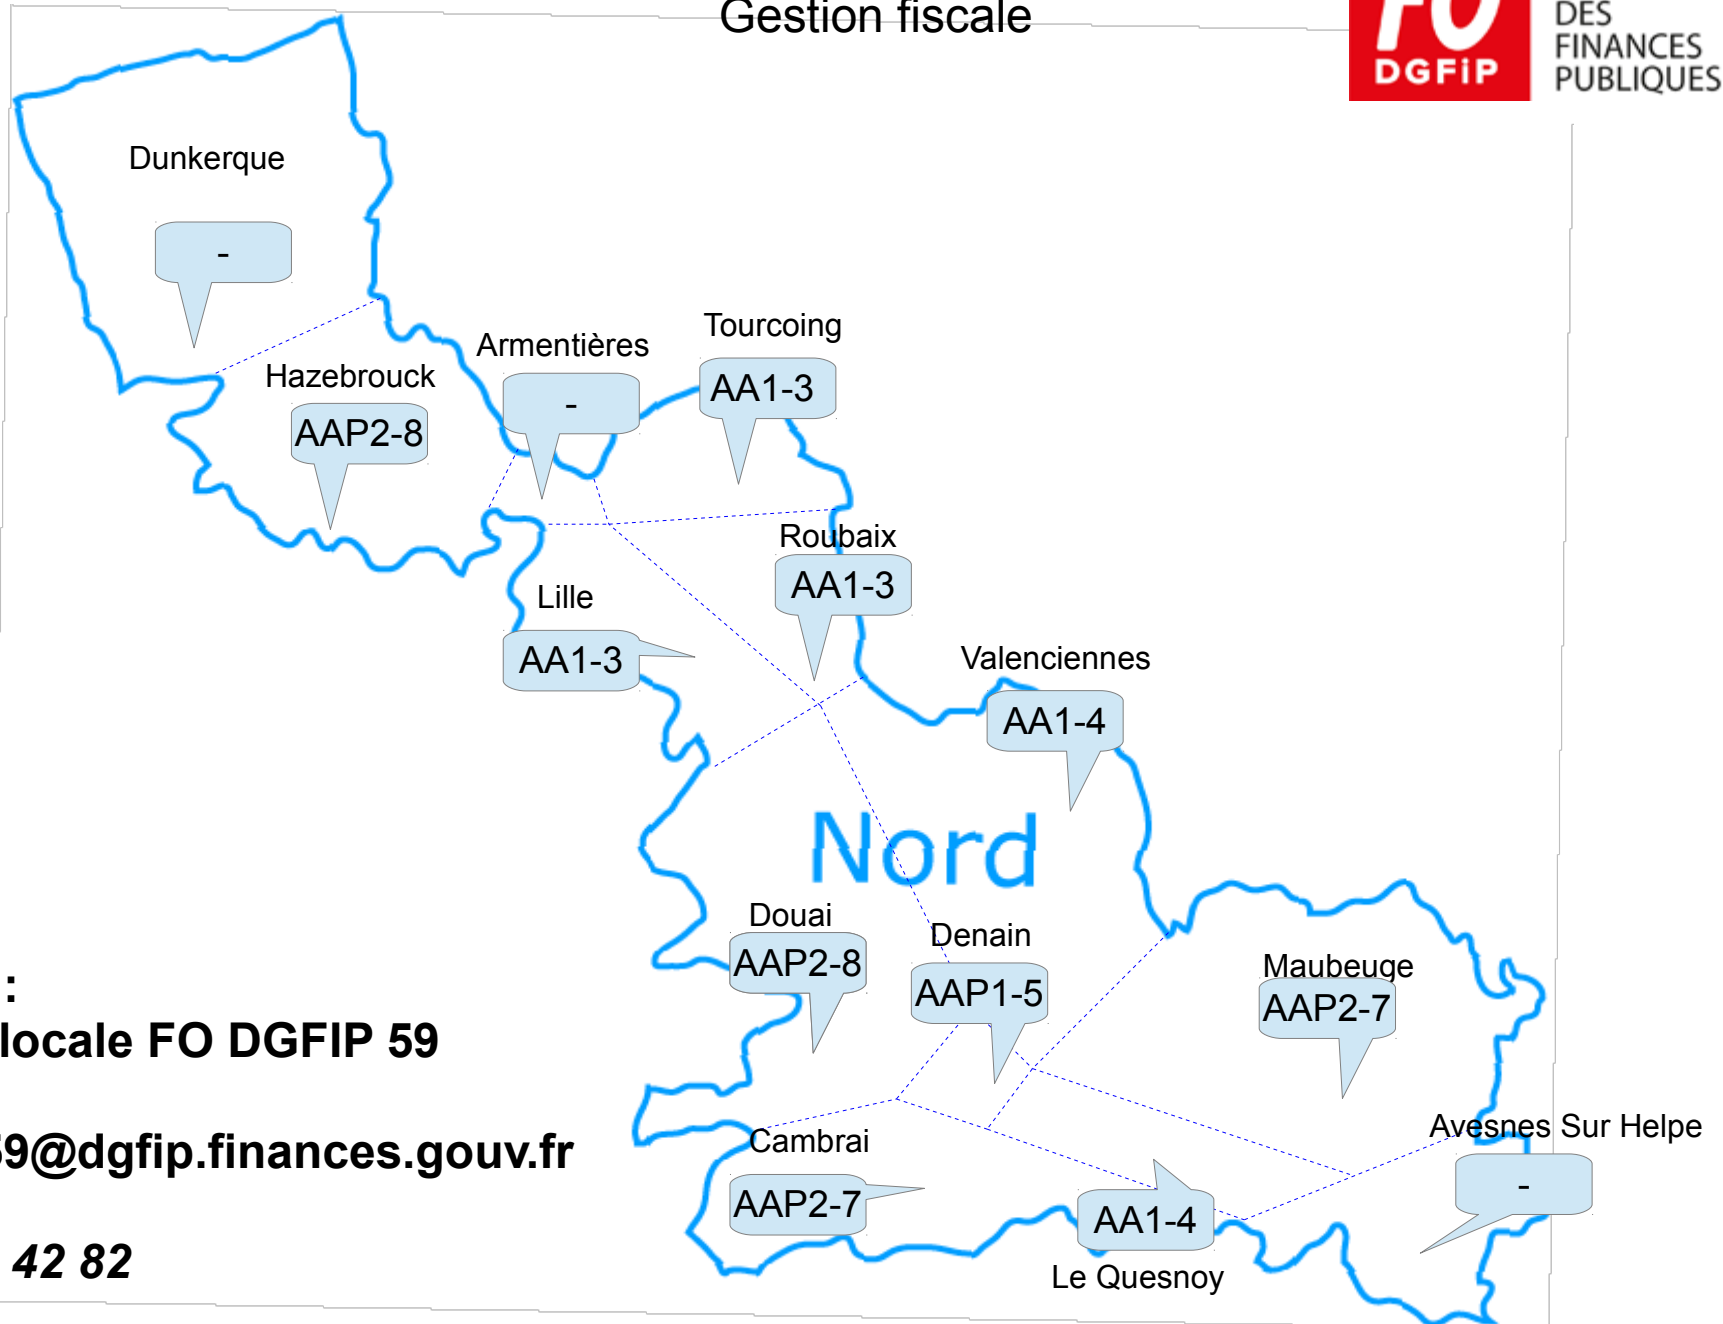 Gestion fiscale
FO
DGFiP
DES
FINANCES
PUBLIQUES
Dunkerque
-
Tourcoing
AA1-3
Armentières
-
Hazebrouck
AAP2-8
Roubaix
AA1-3
Lille
AA1-3
Valenciennes
AA1-4
Nord
Douai
AAP2-8
Denain
AAP1-5
Maubeuge
AAP2-7
:
locale FO DGFIP 59
Avesnes Sur Helpe
-
Cambrai
AAP2-7
59@dgfip.finances.gouv.fr
AA1-4
Le Quesnoy
42 82